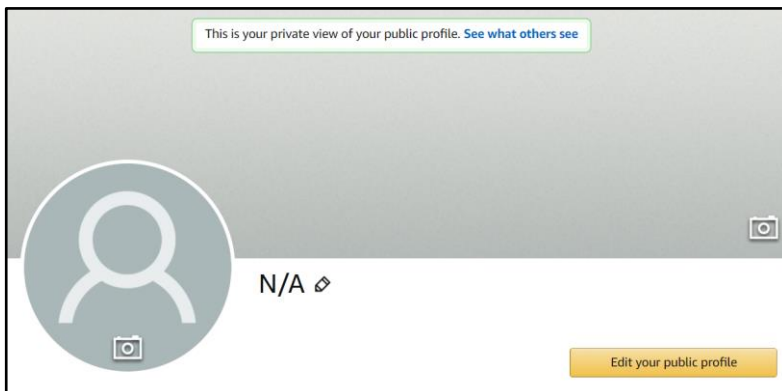 This is your private view of your public profile. See what others see
N/A
Edit your public profile